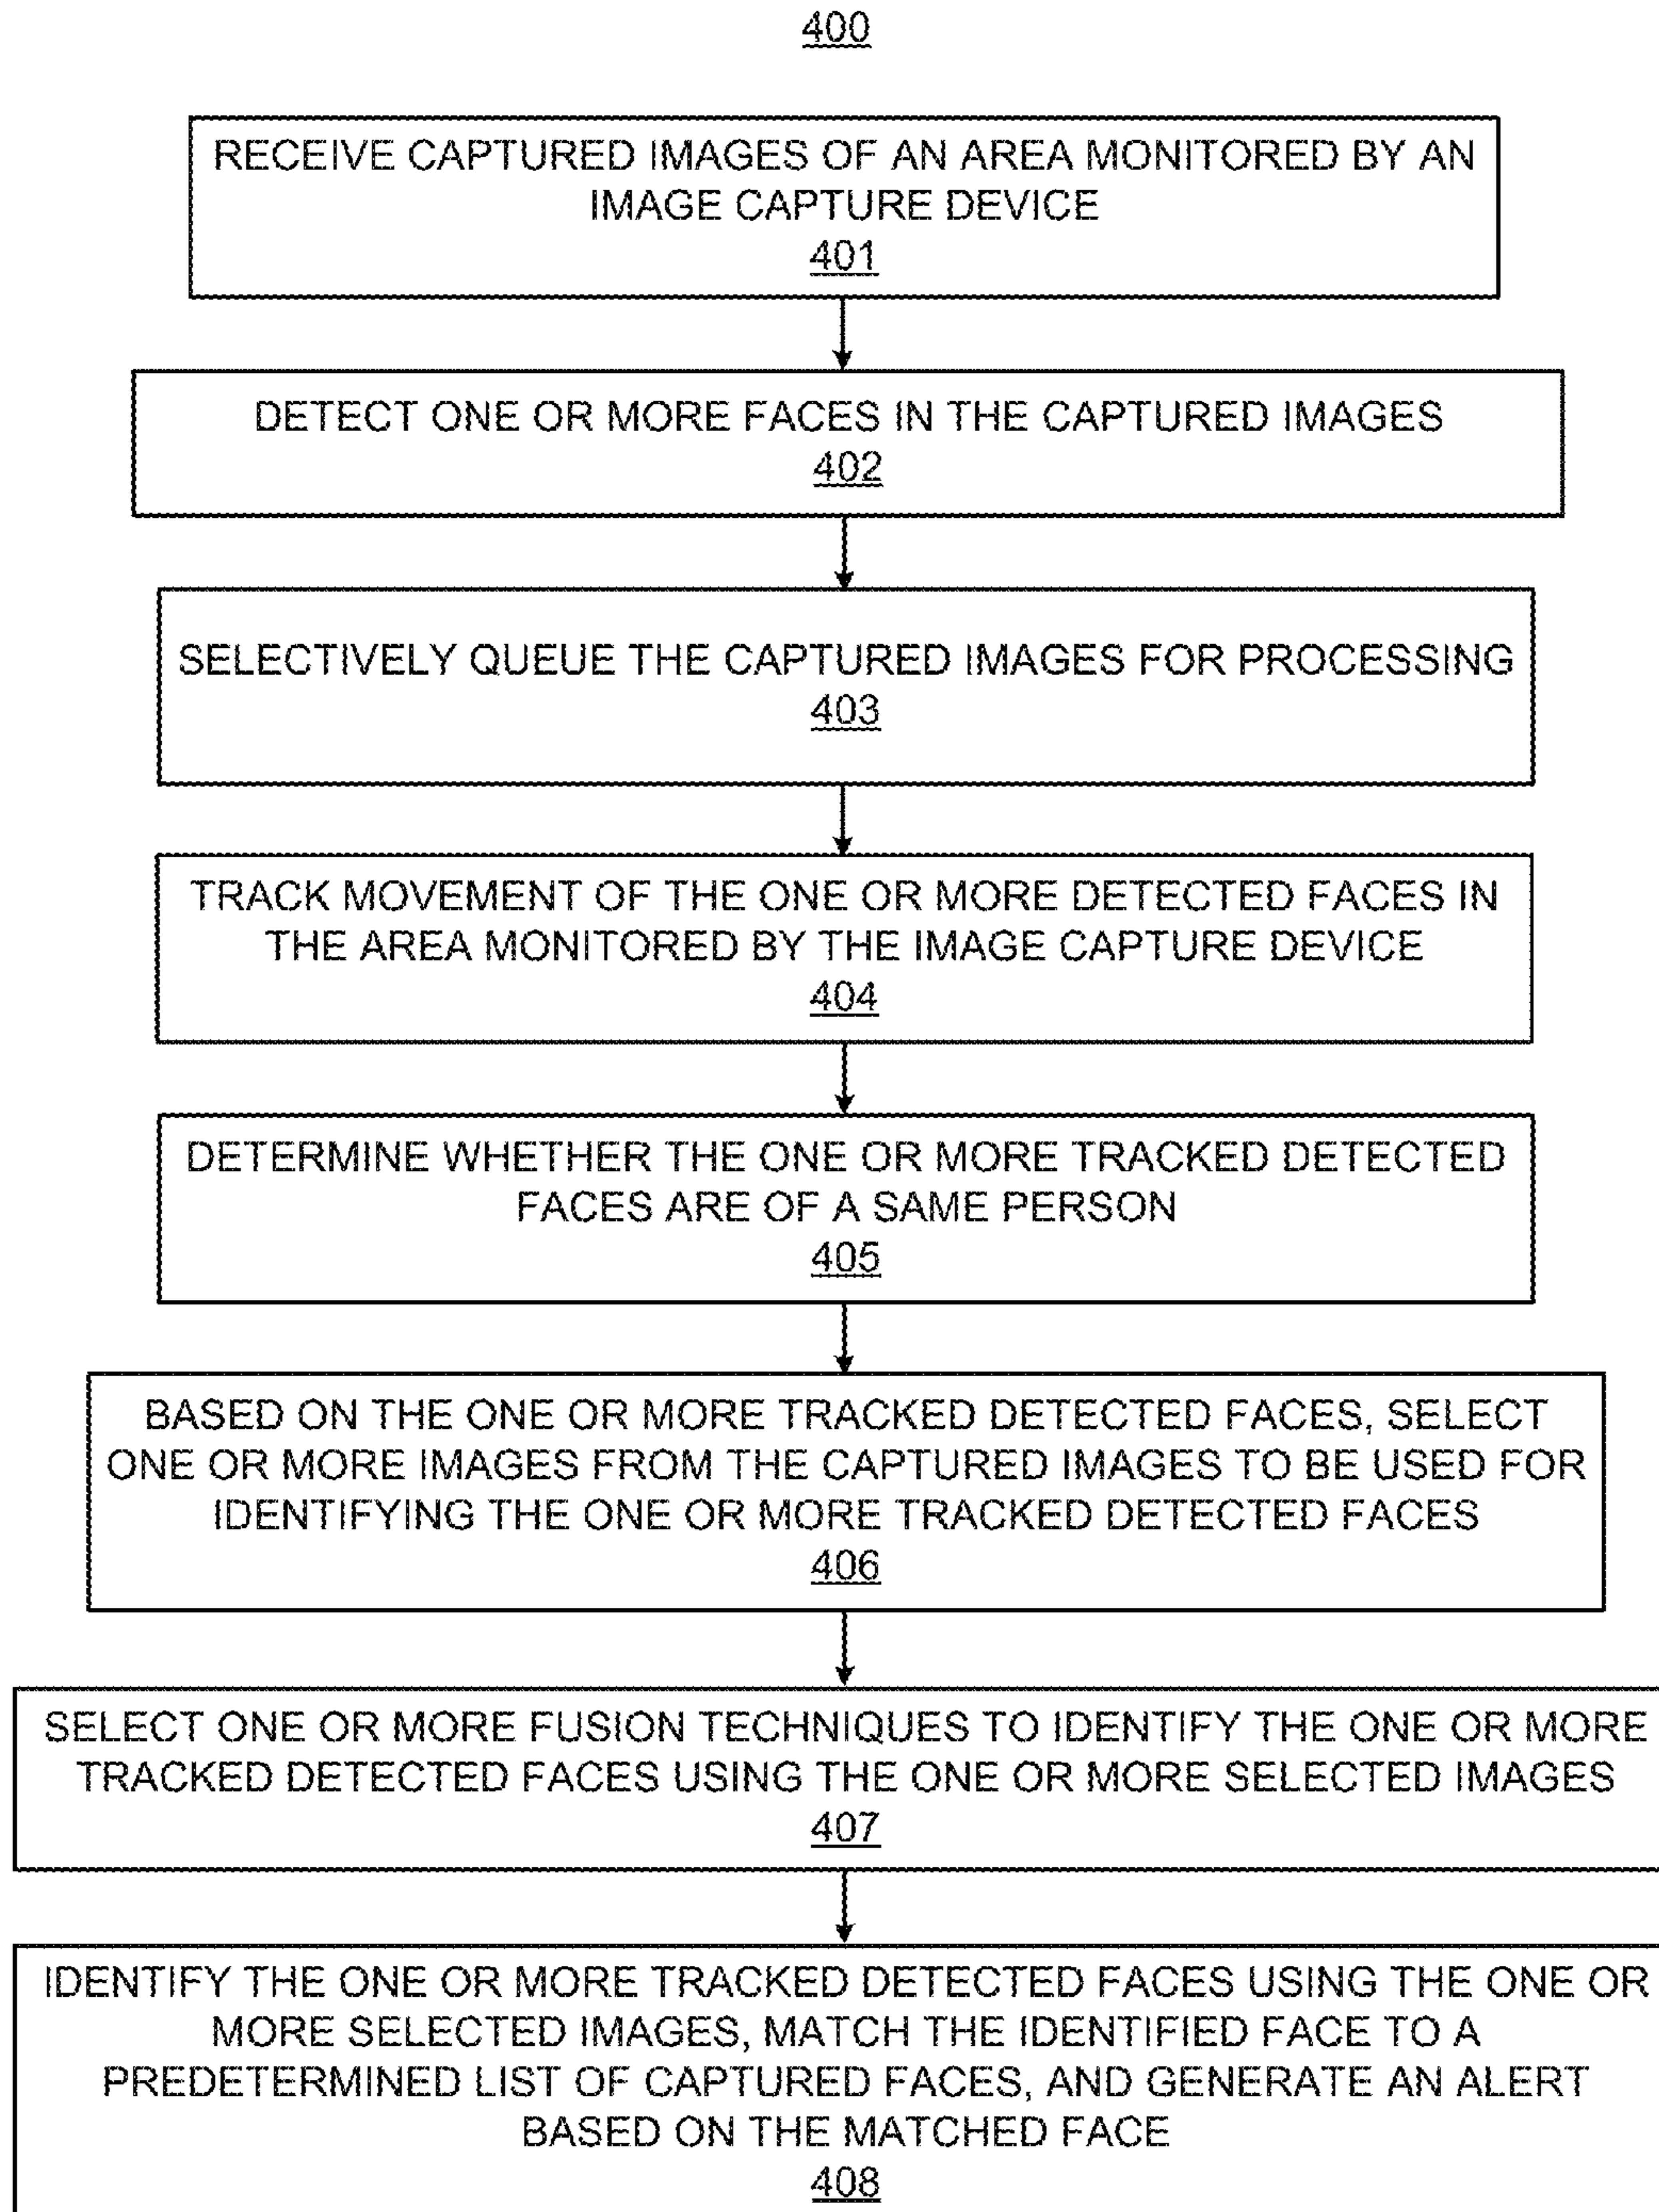 400
RECEIVE CAPTURED IMAGES OF AN AREA MONITORED BY AN
IMAGE CAPTURE DEVICE
401
DETECT ONE OR MORE FACES IN THE CAPTURED IMAGES
402
SELECTIVELY QUEUE THE CAPTURED IMAGES FOR PROCESSING
403
TRACK MOVEMENT OF THE ONE OR MORE DETECTED FACES IN
THE AREA MONITORED BY THE IMAGE CAPTURE DEVICE
404
DETERMINE WHETHER THE ONE OR MORE TRACKED DETECTED
FACES ARE OF A SAME PERSON
405
BASED ON THE ONE OR MORE TRACKED DETECTED FACES, SELECT
ONE OR MORE IMAGES FROM THE CAPTURED IMAGES TO BE USED FOR
IDENTIFYING THE ONE OR MORE TRACKED DETECTED FACES
406
SELECT ONE OR MORE FUSION TECHNIQUES TO IDENTIFY THE ONE OR MORE
TRACKED DETECTED FACES USING THE ONE OR MORE SELECTED IMAGES
407
IDENTIFY THE ONE OR MORE TRACKED DETECTED FACES USING THE ONE OR
MORE SELECTED IMAGES, MATCH THE IDENTIFIED FACE TO A
PREDETERMINED LIST OF CAPTURED FACES, AND GENERATE AN ALERT
BASED ON THE MATCHED FACE
408